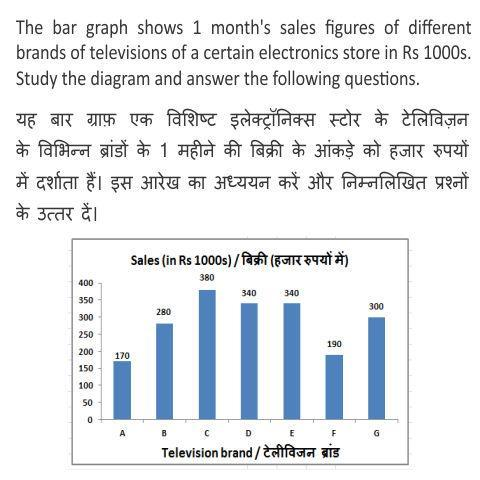 The bar graph shows 1 month's sales figures of different
brands of televisions of a certain electronics store in Rs 1000s.
Study the diagram and answer the following questions.
यह बार ग्राफ़ एक विशिष्ट इलेक्ट्रॉनिक्स स्टोर के टेलिविज़न
के विभिन्न ब्रांडों के 1 महीने की बिक्री के आंकड़े को हजार रुपयों
में दर्शाता हैं। इस आरेख का अध्ययन करें और निम्नलिखित प्रश्नों
के उत्तर दें।
Sales (in Rs 1000s) / बिक्री (हजार रुपयों में)
400
350
300
250
200
150
100
50
0
170
280
380
340
340
190
300
A B C D E F G
Television brand / टेलीविजन ब्रांड